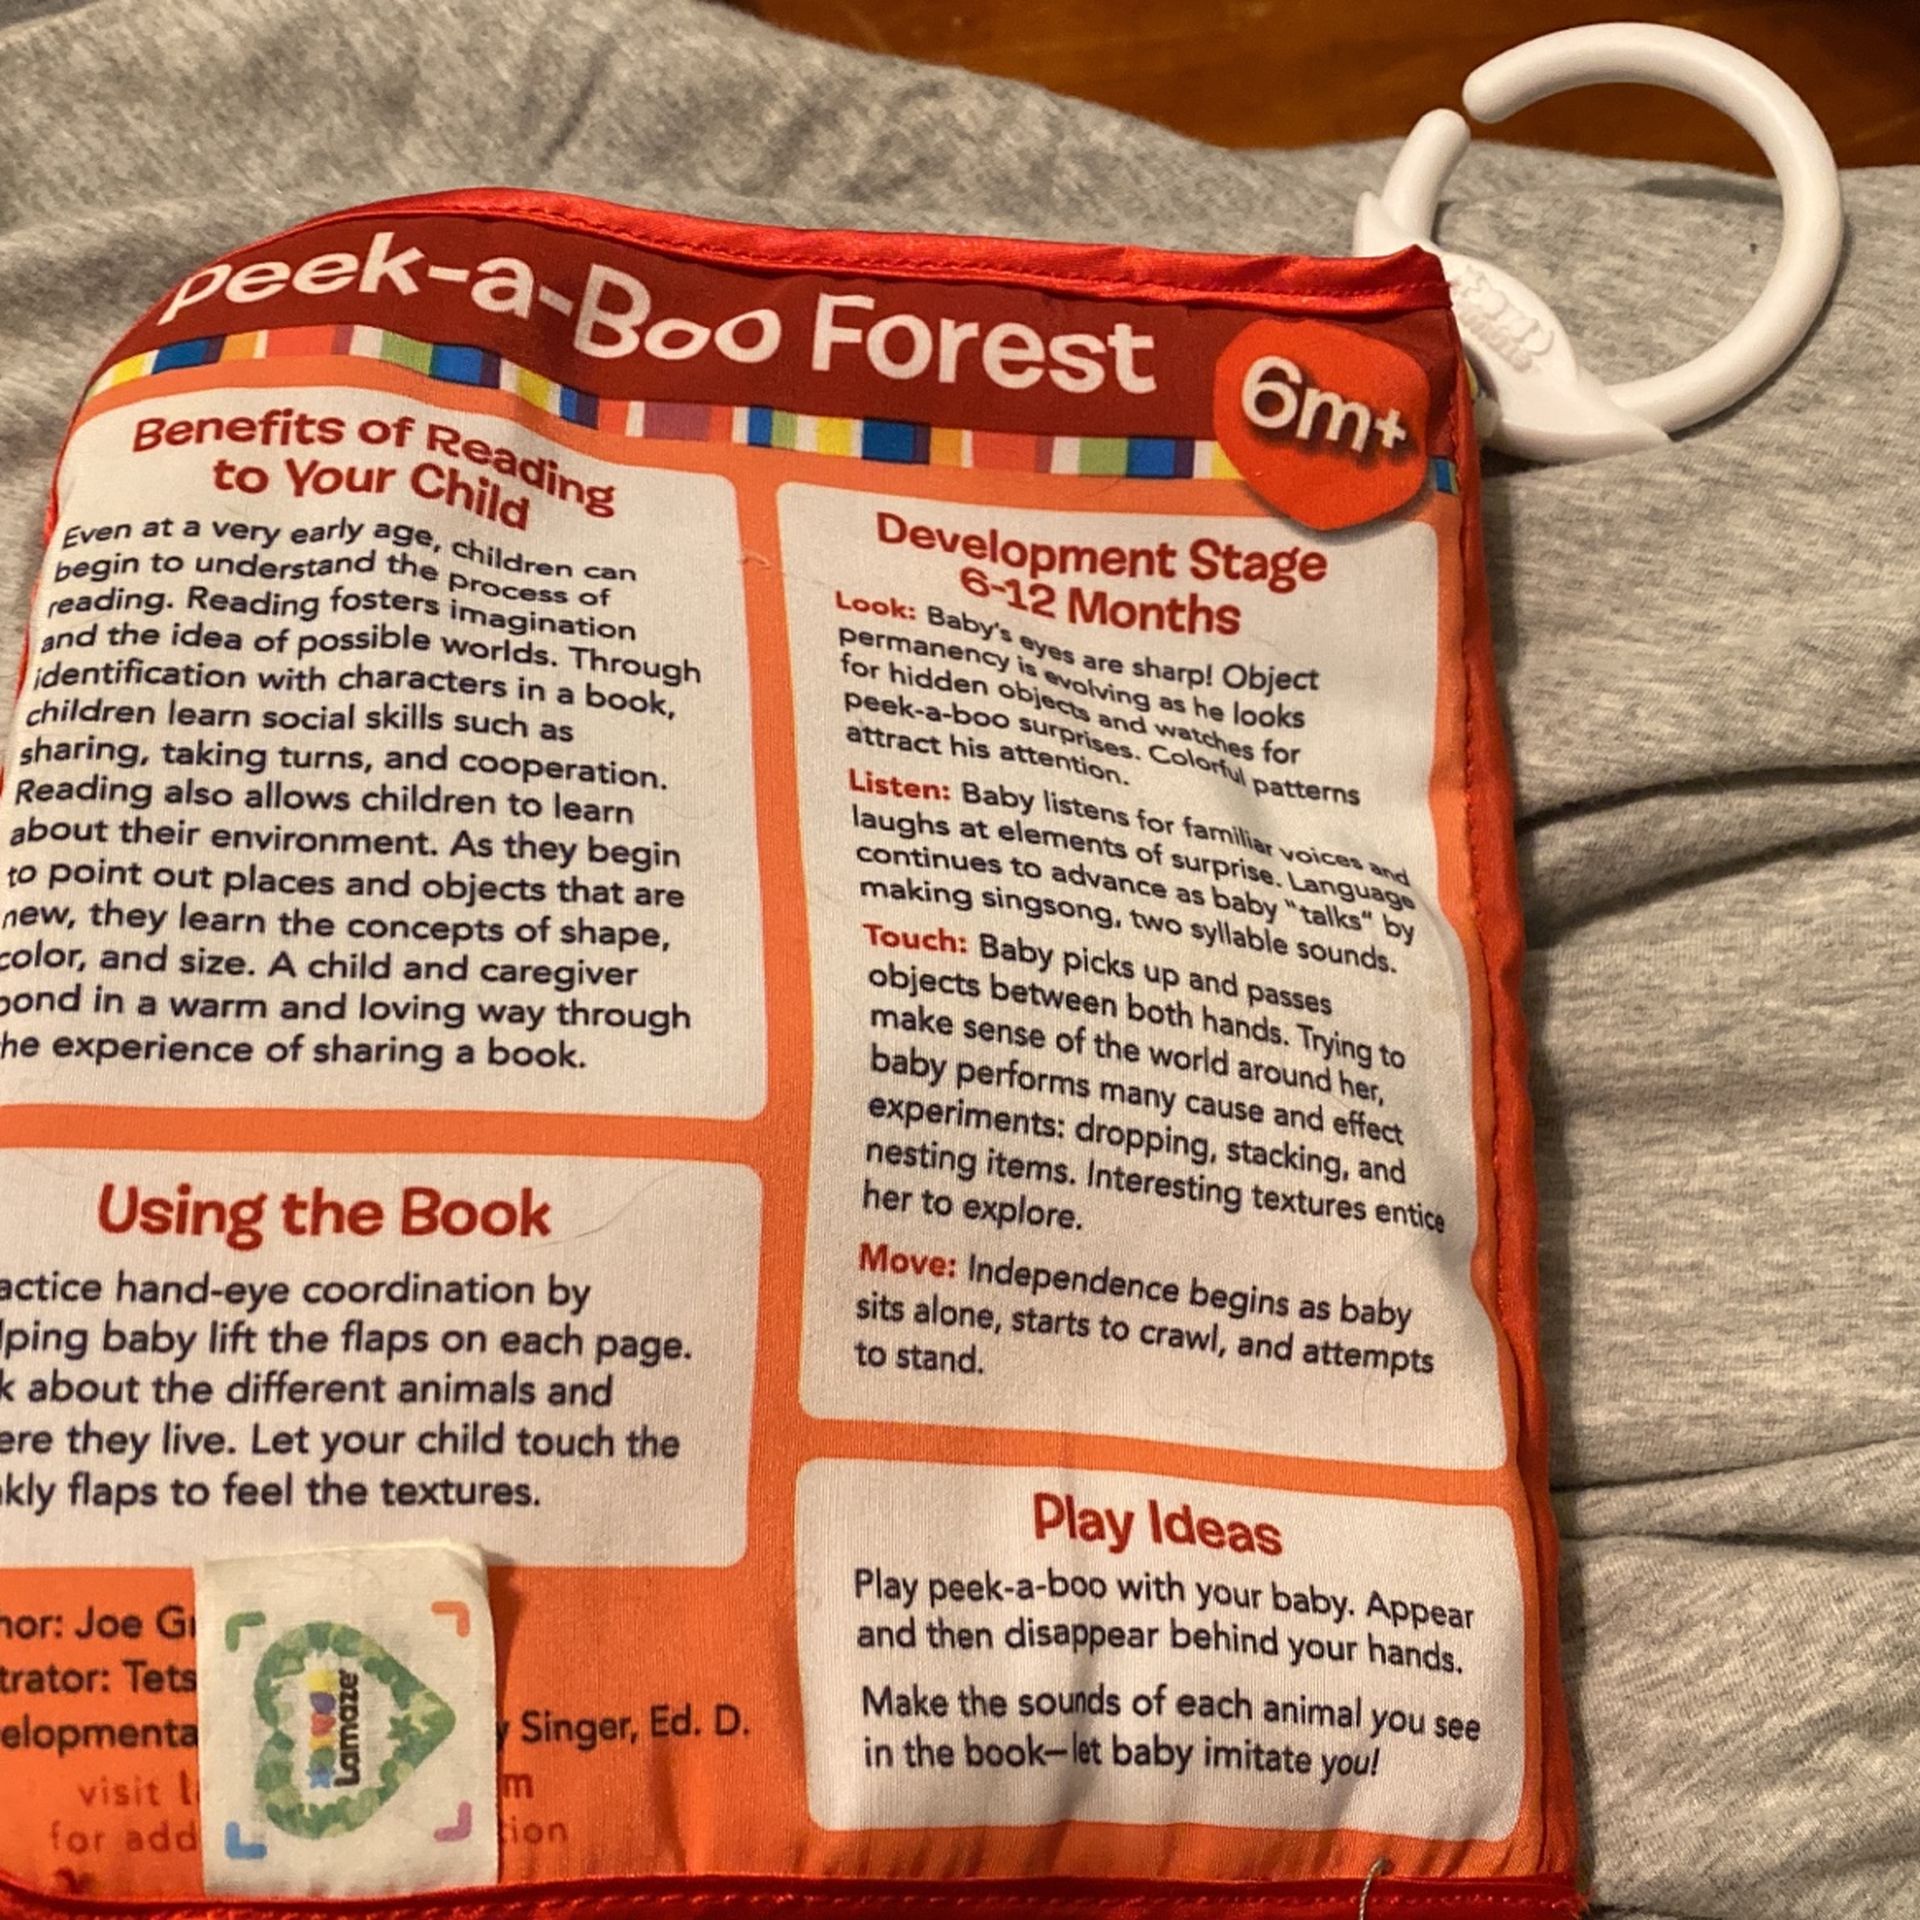 Peek-a-Boo Forest
6m+
Benefits of Reading
to Your Child
Even at a very early age, children can
begin to understand the process of
reading. Reading fosters imagination
and the idea of possible worlds. Through
identification with characters in a book,
children learn social skills such as
sharing, taking turns, and cooperation.
Reading also allows children to learn
about their environment. As they begin
to point out places and objects that are
new, they learn the concepts of shape,
color, and size. A child and caregiver
bond in a warm and loving way through
the experience of sharing a book.
Using the Book
actice hand-eye coordination by
lping baby lift the flaps on each page.
k about the different animals and
ere they live. Let your child touch the
kly flaps to feel the textures.
hor: Joe
trator: Tets
elopmenta y Singer, Ed. D.
visit
for add tion
Lamaze
Development Stage
6-12 Months
Look: Baby's eyes are sharp! Object
permanency is evolving as he looks
for hidden objects and watches for
peek-a-boo surprises. Colorful patterns
attract his attention.
Listen: Baby listens for familiar voices and
laughs at elements of surprise. Language
continues to advance as baby "talks" by
making singsong, two syllable sounds.
Touch: Baby picks up and passes
objects between both hands. Trying to
make sense of the world around her,
baby performs many cause and effect
experiments: dropping, stacking, and
nesting items. Interesting textures entice
her to explore.
Move: Independence begins as baby
sits alone, starts to crawl, and attempts
to stand.
Play Ideas
Play peek-a-boo with your baby. Appear
and then disappear behind your hands.
Make the sounds of each animal you see
in the book—let baby imitate you!